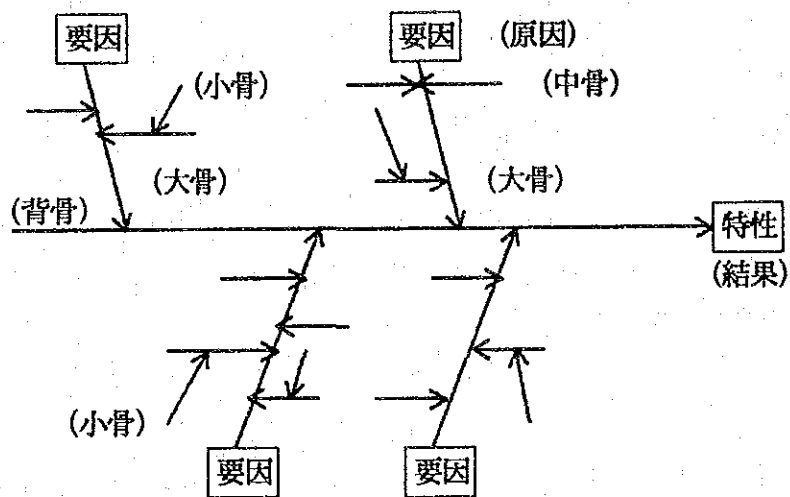 要因
要因 (原因)
(小骨)
(中骨)
(大骨)
(大骨)
(背骨)
特性
(結果)
(小骨)
要因
要因